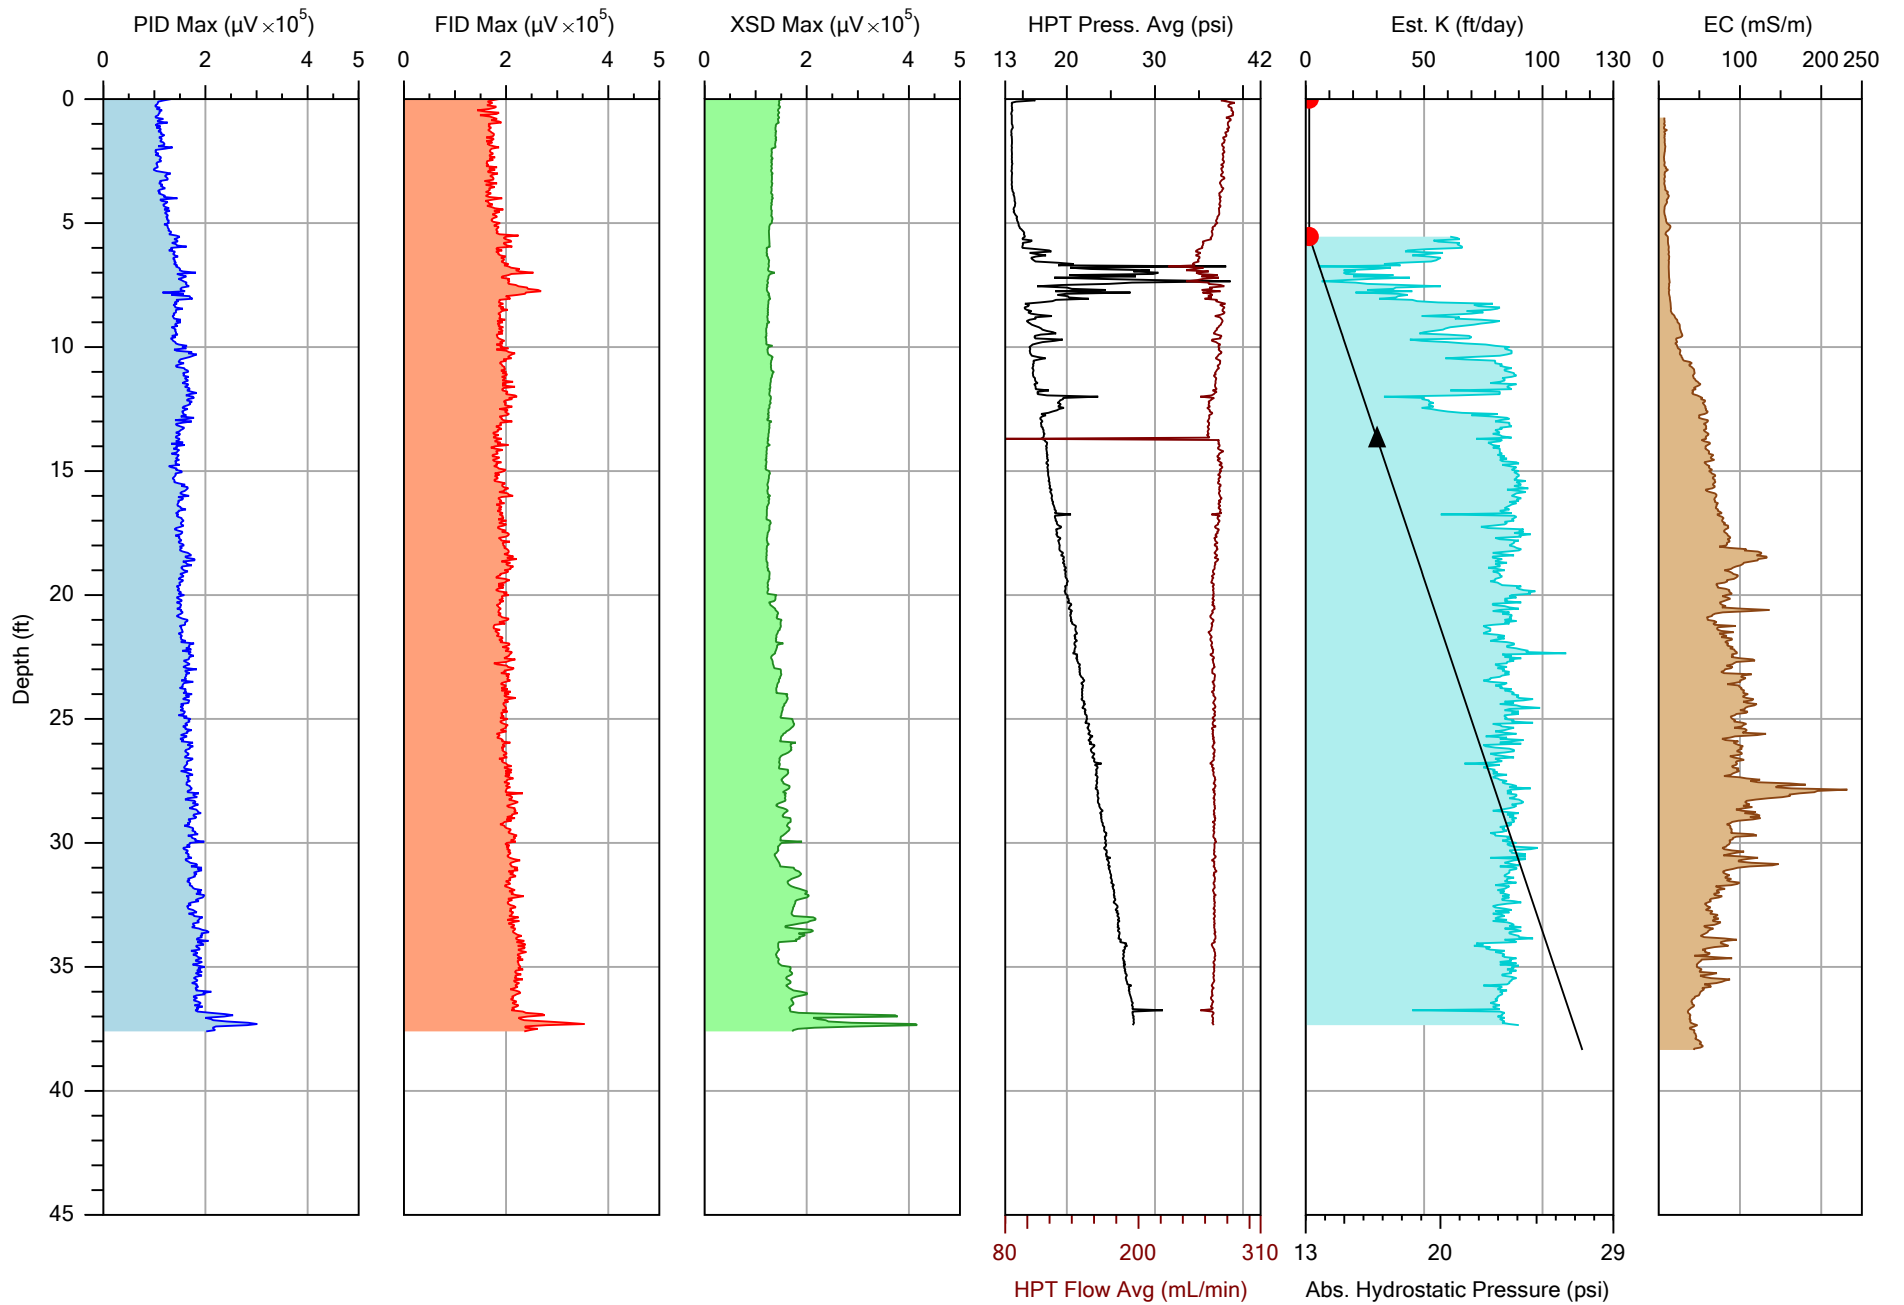 PID Max (µV ×10⁵) FID Max (µV ×10⁵) XSD Max (µV ×10⁵) HPT Press. Avg (psi) Est. K (ft/day) EC (mS/m)
0 2 4 5 0 2 4 5 0 2 4 5 13 20 30 42 0 50 100 130 0 100 200 250
0
5
10
15
20
25
30
35
40
45
Depth (ft)
80 200 310 13 20 29
HPT Flow Avg (mL/min) Abs. Hydrostatic Pressure (psi)